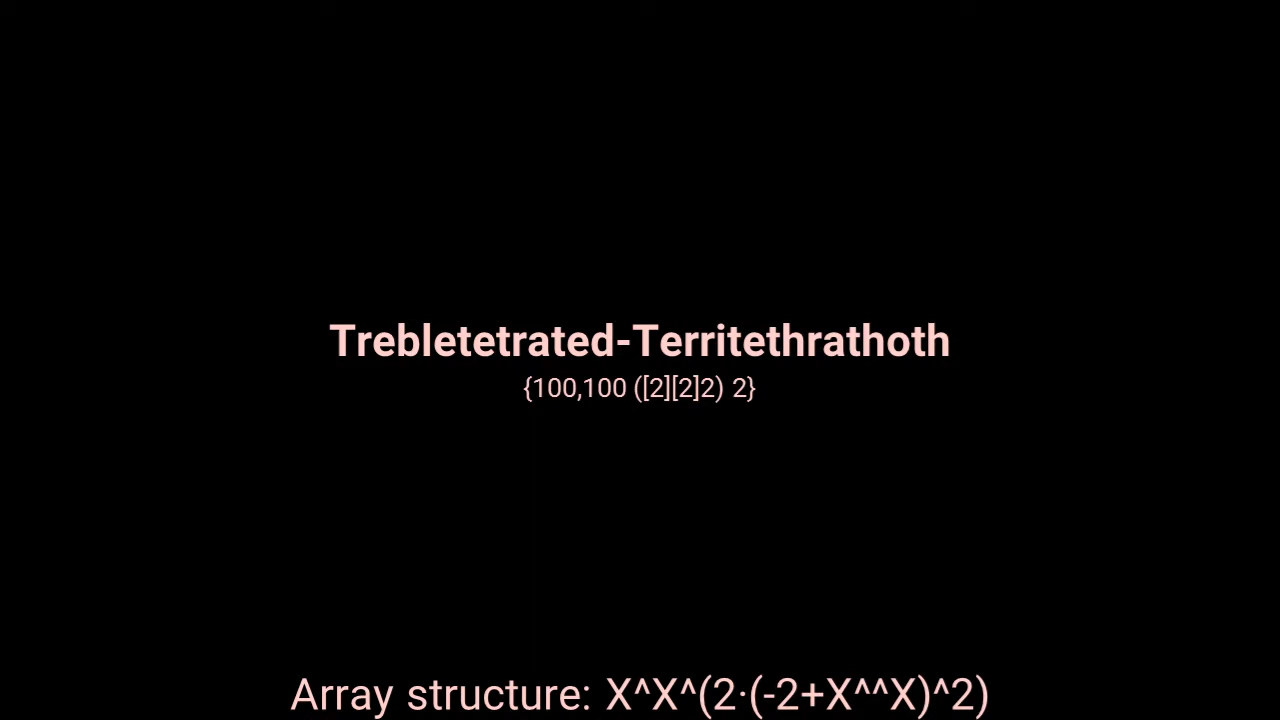 Trebletetrated-Territethrathoth
{100,100 ([2][2]2) 2}
Array structure: X^X^(2·(-2+X^^X)^2)